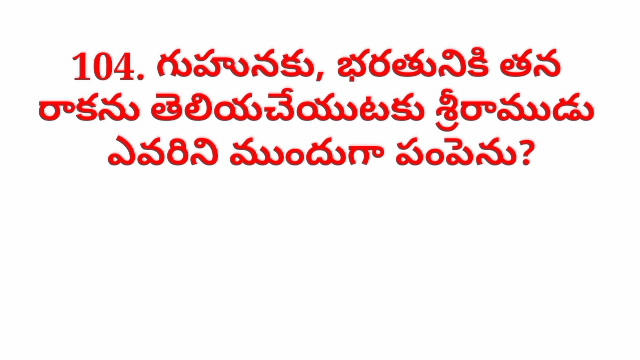 104. గుహునకు, భరతునికి తన
రాకను తెలియచేయుటకు శ్రీరాముడు
ఎవరిని ముందుగా పంపెను?